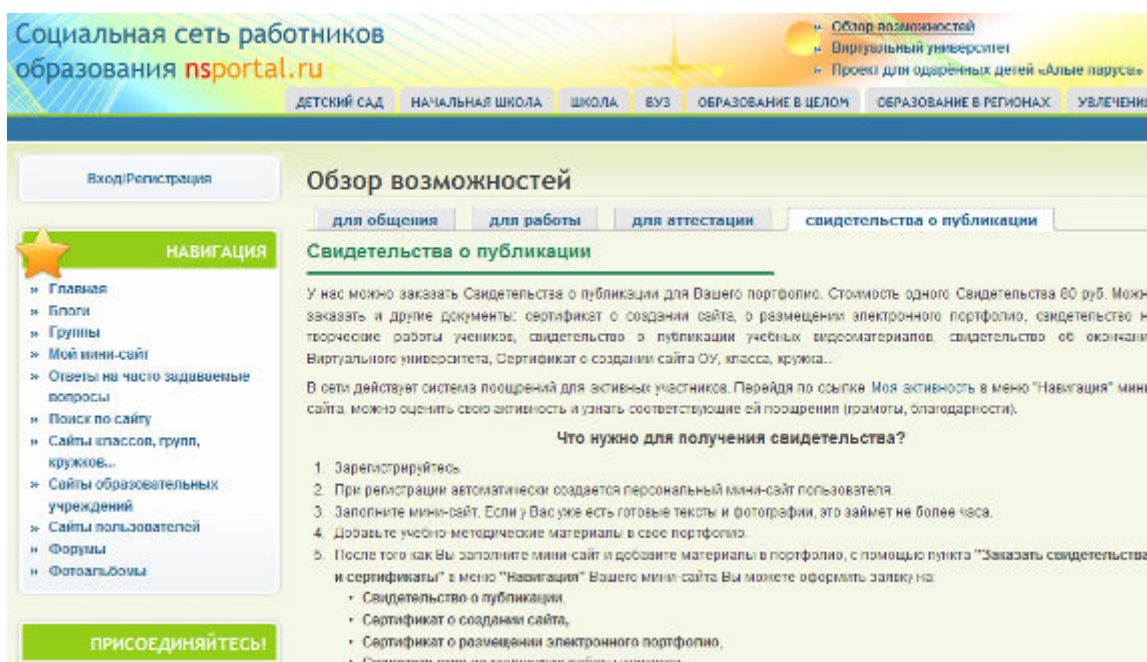 Социальная сеть работников
образования nsportal.ru
» Обзор возможностей
» Виртуальный университет
» Проект для одарённых детей «Алые паруса»
ДЕТСКИЙ САД НАЧАЛЬНАЯ ШКОЛА ШКОЛА ВУЗ ОБРАЗОВАНИЕ В ЦЕЛОМ ОБРАЗОВАНИЕ В РЕГИОНАХ УВЛЕЧЕНИ
Вход/Регистрация
НАВИГАЦИЯ
» Главная
» Блоги
» Группы
» Мой мини-сайт
» Ответы на часто задаваемые
вопросы
» Поиск по сайту
» Сайты классов, групп,
кружков...
» Сайты образовательных
учреждений
» Сайты пользователей
» Форумы
» Фотоальбомы
ПРИСОЕДИНЯЙТЕСЬ!
Обзор возможностей
для общения для работы для аттестации свидетельства о публикации
Свидетельства о публикации
У нас можно заказать Свидетельства о публикации для Вашего портфолио. Стоимость одного Свидетельства 80 руб. Можн
заказать и другие документы: сертификат о создании сайта, о размещении электронного портфолио, свидетельство н
творческие работы учеников, свидетельство о публикации учебных видеоматериалов, свидетельство об окончани
Виртуального университета, Сертификат о создании сайта ОУ, класса, кружка...
В сети действует система поощрений для активных участников. Перейдя по ссылке Моя активность в меню "Навигация" мини
сайта, можно оценить свою активность и узнать соответствующие ей поощрения (грамоты, благодарности).
Что нужно для получения свидетельства?
1. Зарегистрируйтесь.
2. При регистрации автоматически создается персональный мини-сайт пользователя.
3. Заполните мини-сайт. Если у Вас уже есть готовые тексты и фотографии, это займет не более часа.
4. Добавьте учебно-методические материалы в свое портфолио.
5. После того как Вы заполните мини-сайт и добавите материалы в портфолио, с помощью пункта "Заказать свидетельства
и сертификаты" в меню "Навигация" Вашего мини-сайта Вы можете оформить заявку на:
• Свидетельство о публикации,
• Сертификат о создании сайта,
• Сертификат о размещении электронного портфолио,